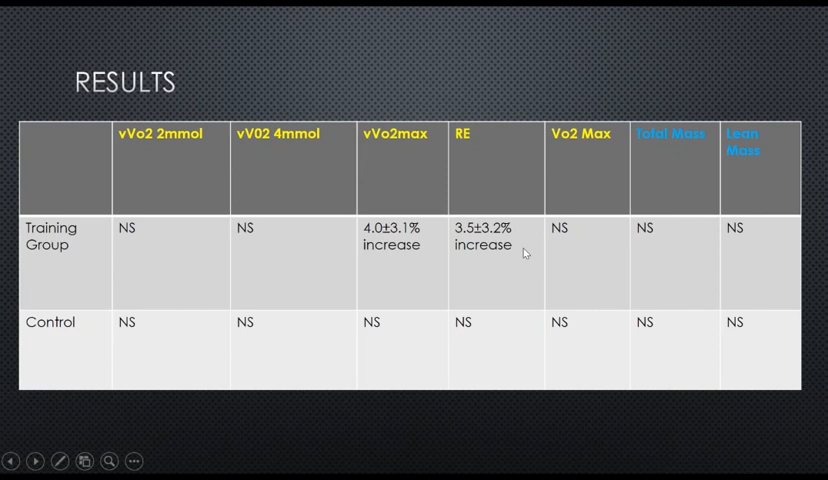 RESULTS
vVo2 2mmol vV02 4mmol vVo2max RE Vo2 Max Total Mass Lean
Mass
Training NS NS 4.0±3.1% 3.5±3.2% NS NS NS
Group increase increase
Control NS NS NS NS NS NS NS